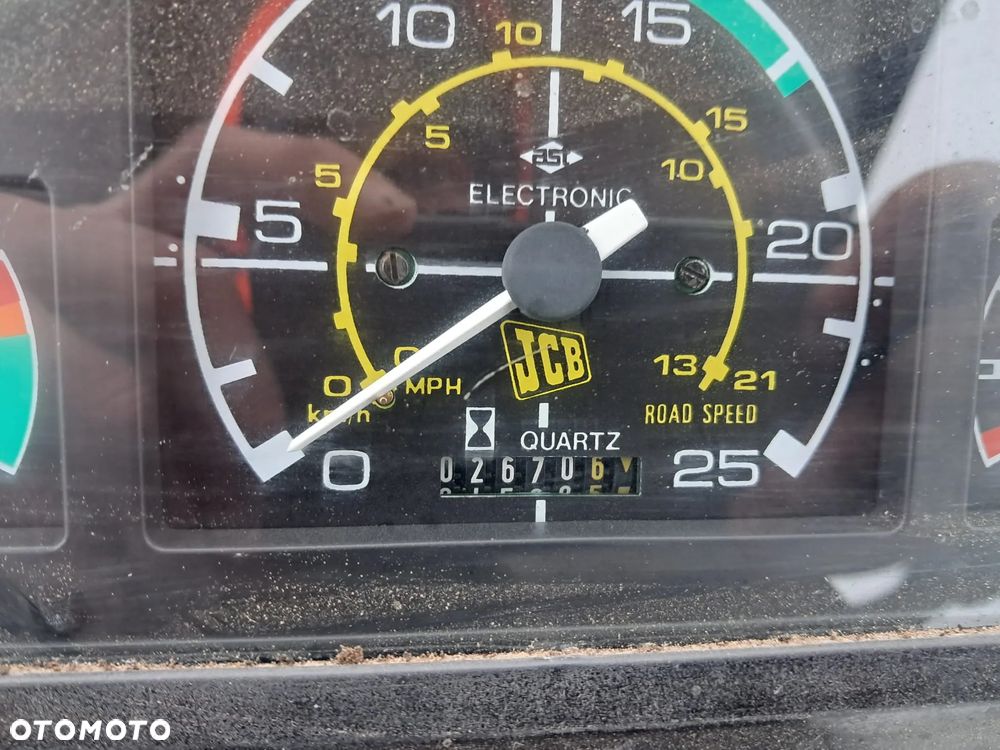 10 15
10
5 15
5 10
asi
ELECTRONIC
5 20
JCB
0 0 MPH 13 21
km/h ROAD SPEED
QUARTZ
0 25
026706
OTOMOTO